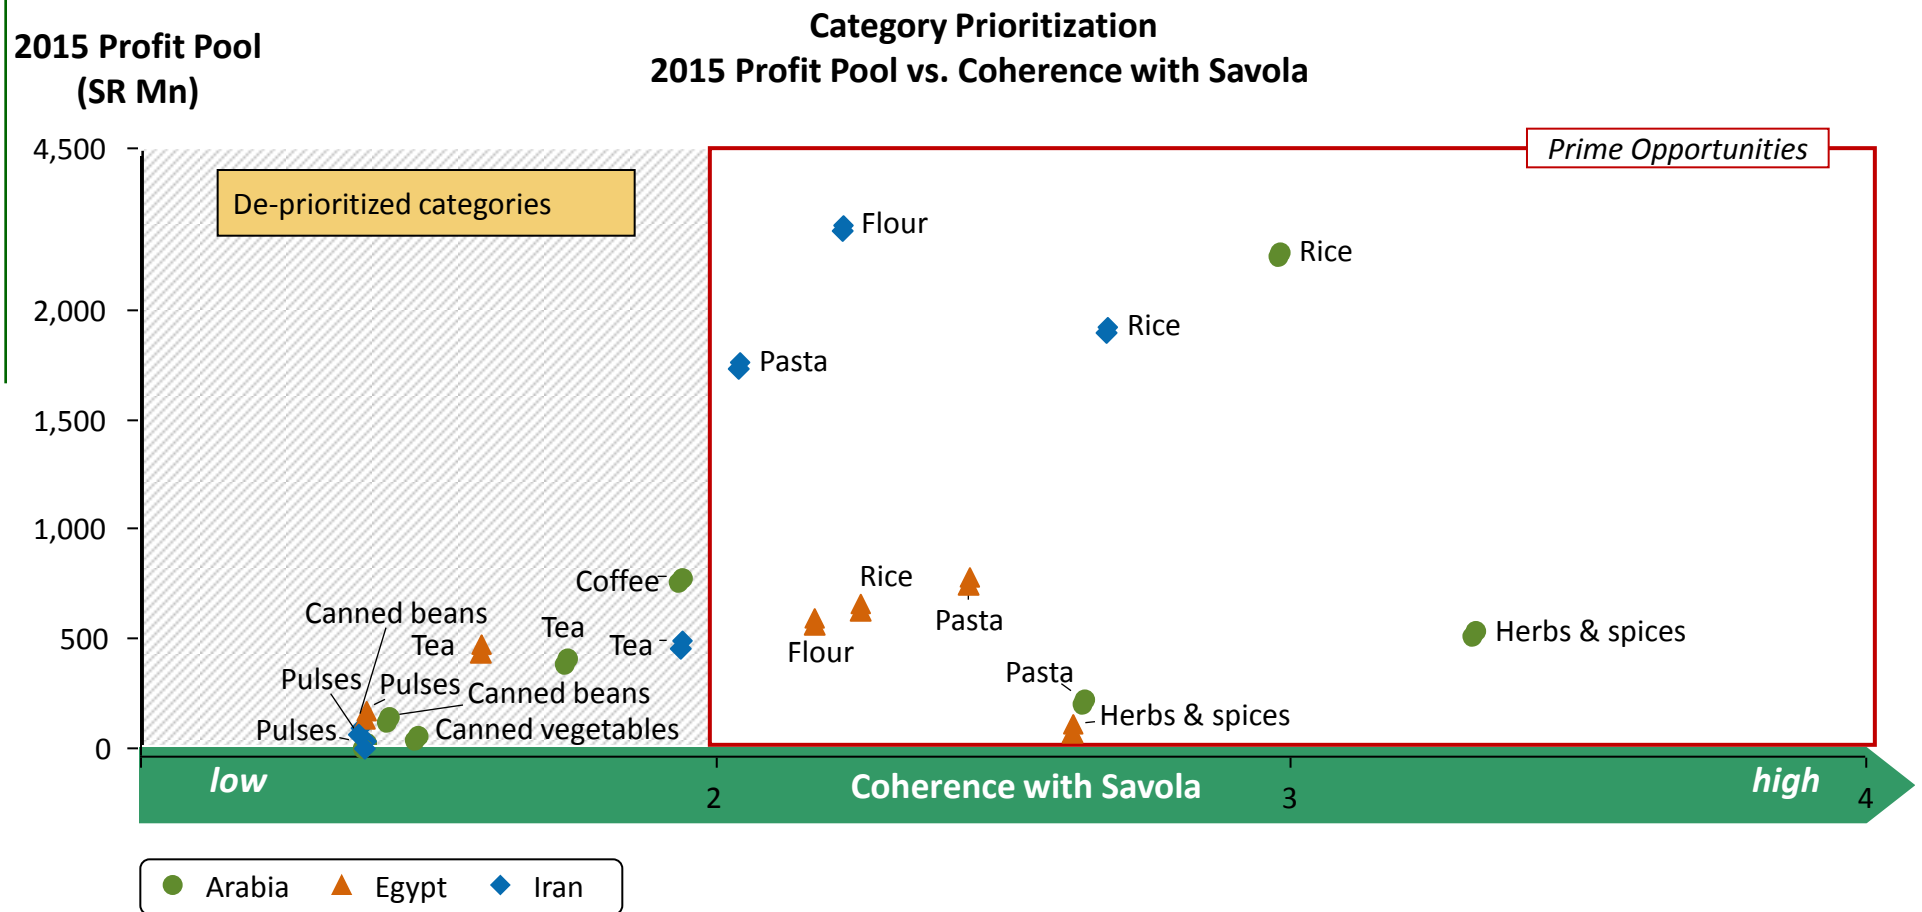 Category Prioritization
2015 Profit Pool vs. Coherence with Savola
2015 Profit Pool
(SR Mn)
4,500
Prime Opportunities
De-prioritized categories
Flour
Rice
2,000
Rice
Pasta
1,500
1,000
Coffee
Rice
Canned beans
Pasta
Tea
Tea
Tea
500
Flour
Herbs & spices
Pulses
Pulses
Canned beans
Pasta
Pulses
Canned vegetables
Herbs & spices
0
low
2
Coherence with Savola
3
high
4
Arabia
Egypt
Iran